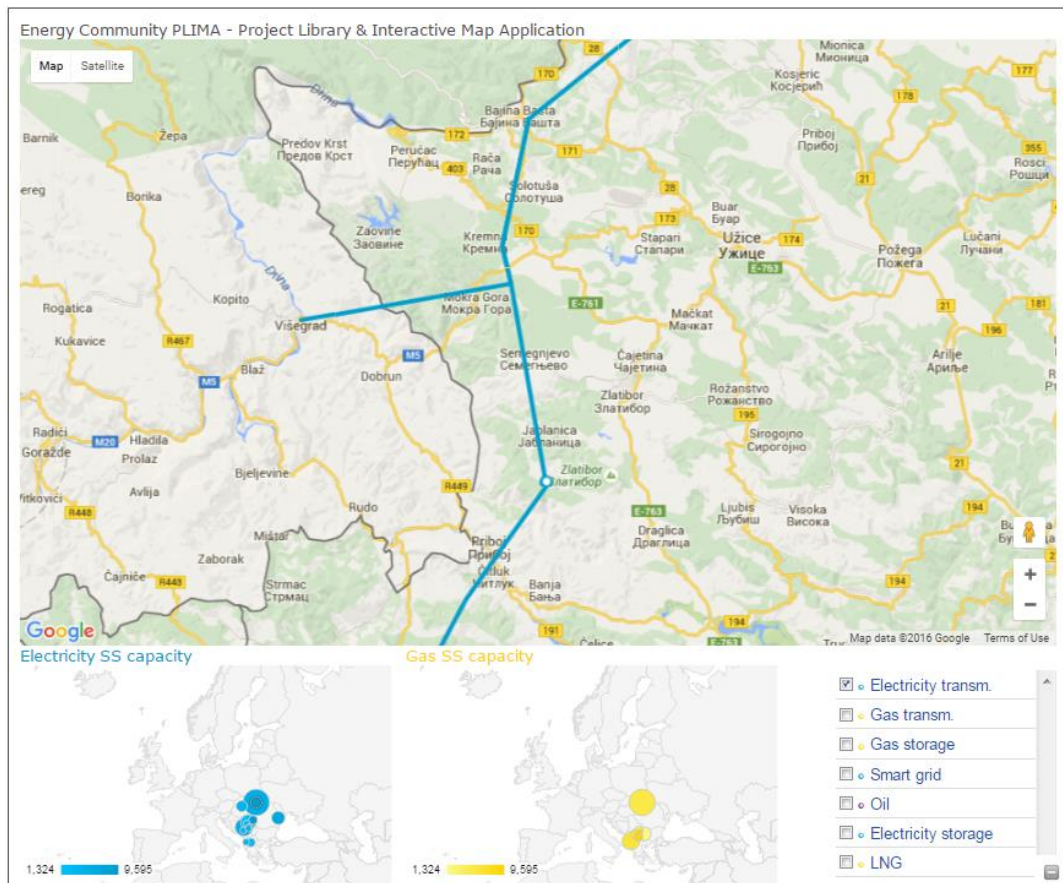 Energy Community PLIMA - Project Library & Interactive Map Application
Map
Satellite
28
Mionica
Мионица
177
170
Kosjerić
Косјерић
178
Drina
Bajina Bašta
Бајина Башта
Barnik
Žepa
Predov Krst
Предов Крст
172
Perućac
Перућац
Rača
Рача
171
Priboj
Прибој
355
403
Rosci
Рошци
Borika
Solotuša
Солотуша
28
21
Buar
Буар
Zaovine
Заовине
Kremna
Кремна
170
173
Stapari
Стапари
Užice
Ужице
174
Požega
Пожега
Lučani
Лучани
E-763
Drina
Kopito
Rogatica
Mokra Gora
Мокра Гора
E-761
21
181
Višegrad
Mačkat
Мачкат
196
Kukavice
R467
Semegnjevo
Семегњево
Čajetina
Чајетина
Arilje
Ариље
Blaž
M5
M5
Dobrun
Rožanstvo
Рожанство
Zlatibor
Златибор
195
Radići
Goražde
M20
Hladila
Prolaz
Jablanica
Јабланица
Sirogojno
Сирогојно
Bjeljevine
Zlatibor
Златибор
21
Vitkovići
Avlija
R449
R448
Rudo
E-763
Ljubiš
Љубиш
Visoka
Висока
194
Mištar
Priboj
Прибој
Draglica
Драглица
Zaborak
Čajniče
R448
Strmac
Стрмац
Čitluk
Читлук
Banja
Бања
194
+
191
194
−
Google
Čelice
E-763
Map data ©2016 Google
Terms of Use
Electricity SS capacity
Gas SS capacity
Electricity transm.
Gas transm.
Gas storage
Smart grid
Oil
Electricity storage
LNG
1,324
9,595
1,324
9,595